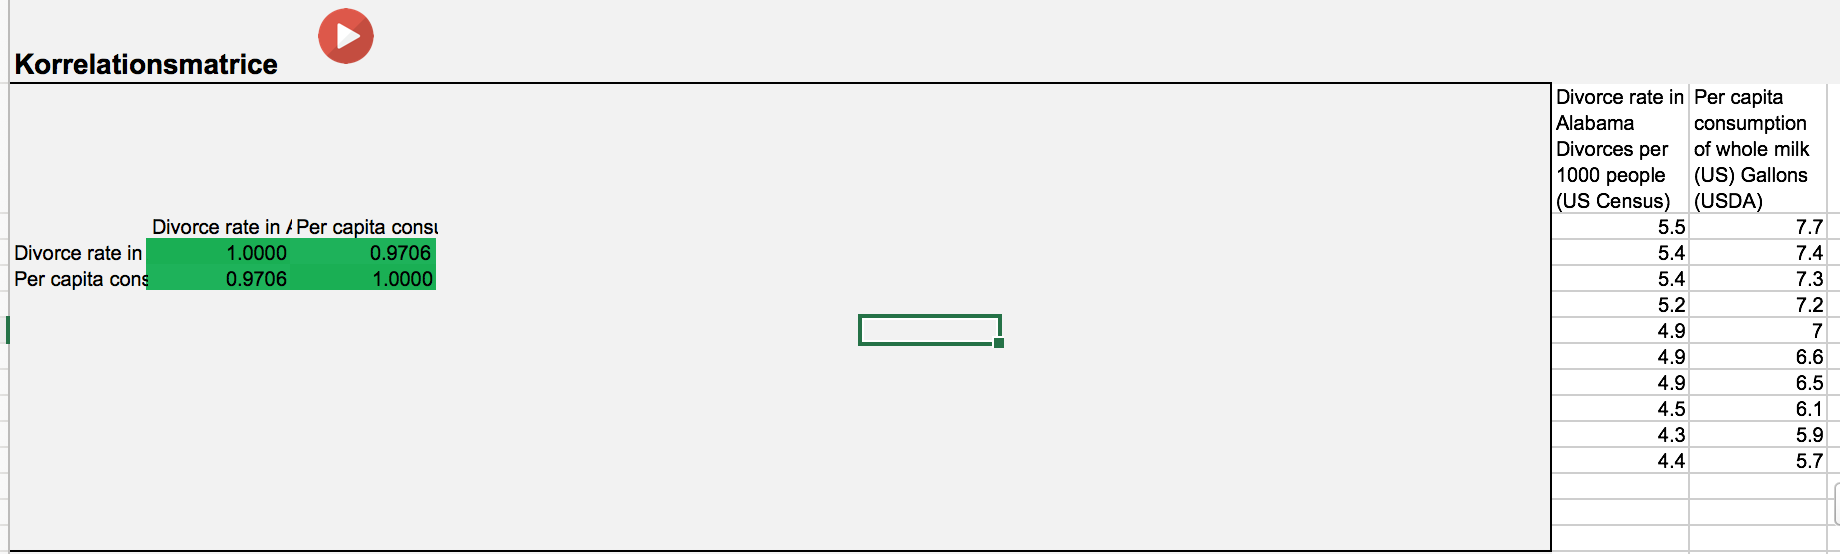 Korrelationsmatrice
Divorce rate in Per capita
Alabama consumption
Divorces per of whole milk
1000 people (US) Gallons
(US Census) (USDA)
Divorce rate in Per capita 5.5 7.7
Divorce rate in 1.0000 0.9706 5.4 7.4
Per capita 0.9706 1.0000 5.4 7.3
5.2 7.2
4.9 7
4.9 6.6
4.9 6.5
4.5 6.1
4.3 5.9
4.4 5.7